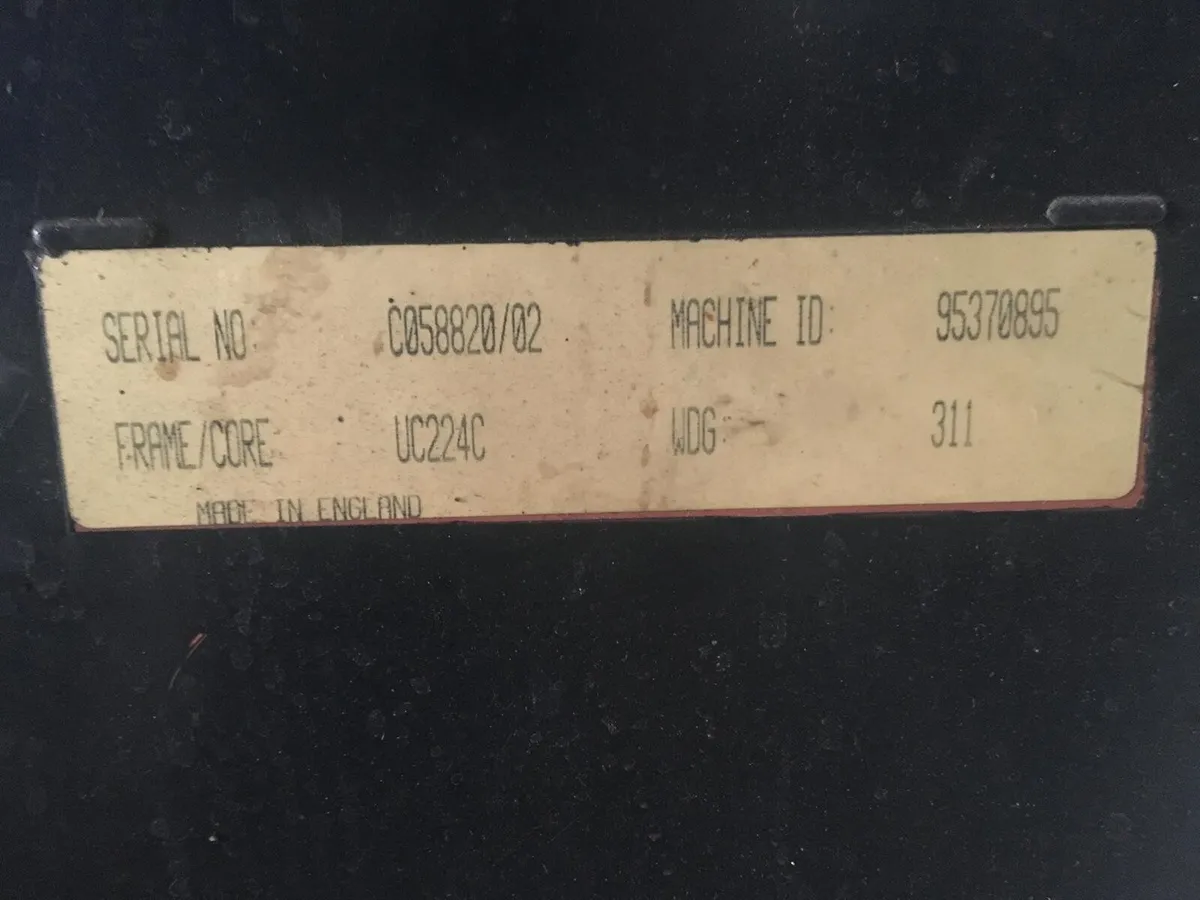 SERIAL NO: C058820/02 MACHINE ID: 95370895
FRAME/CORE: UC224C WDG: 311
MADE IN ENGLAND